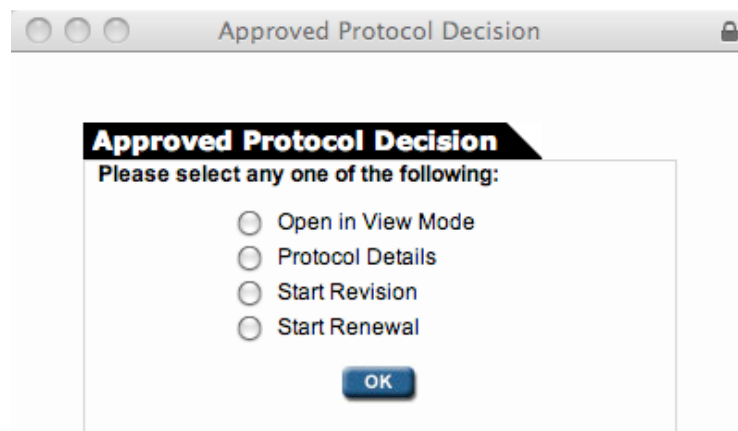 Approved Protocol Decision
Approved Protocol Decision
Please select any one of the following:
Open in View Mode
Protocol Details
Start Revision
Start Renewal
OK